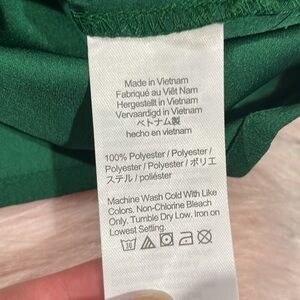 Made in Vietnam
Fabriqué au Viêt Nam
Hergestellt in Vietnam
Vervaardigd in Vietnam
ベトナム製
hecho en vietnam
100% Polyester / Polyester /
Polyester / Polyester / ポリエ
ステル / poliéster
Machine Wash Cold With Like
Colors. Non-Chlorine Bleach
Only. Tumble Dry Low. Iron on
Lowest Setting.